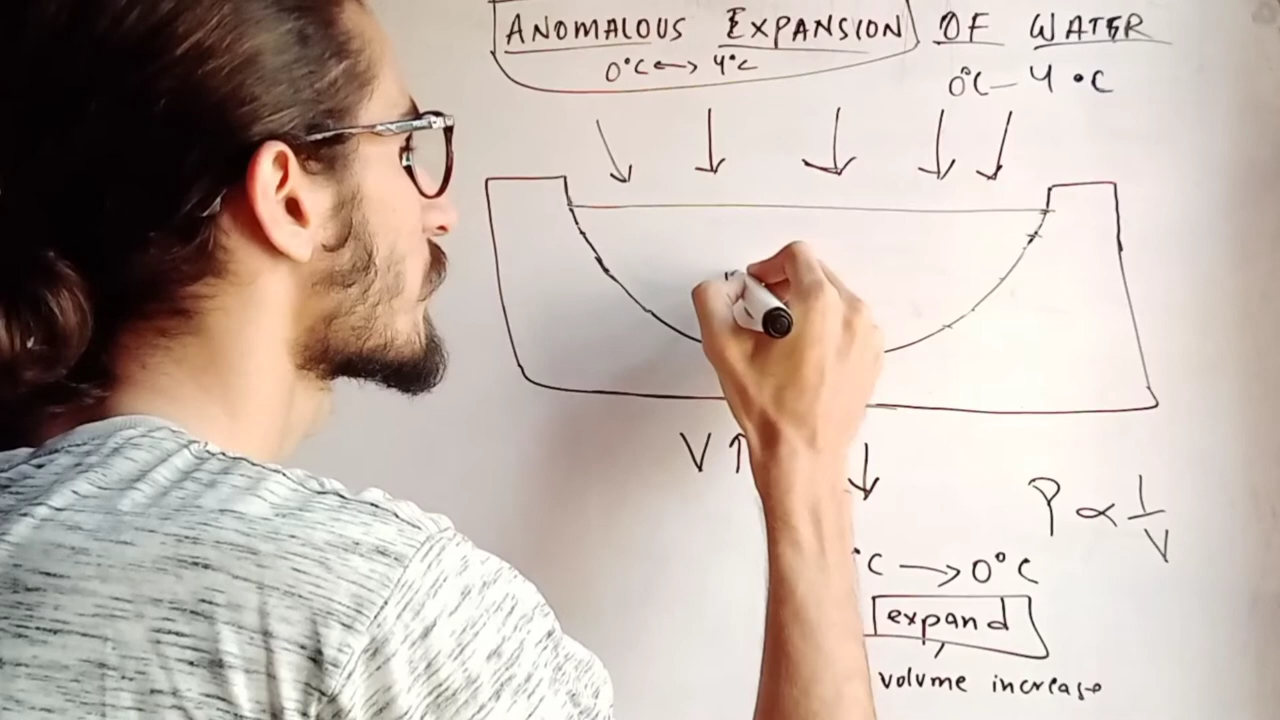 ANOMALOUS EXPANSION OF WATER
0°C ↔ 4°C
0°C – 4°C
V ↑ ↓
ρ ∝ 1/V
°C → 0°C
expand
volume increase